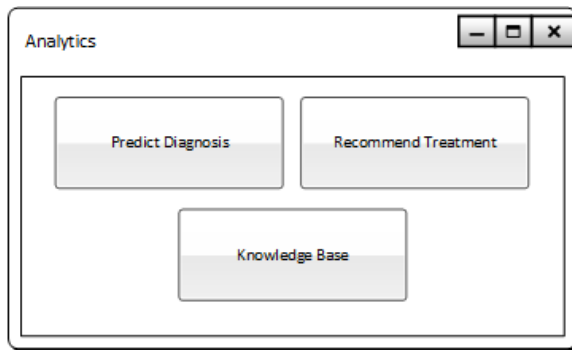 Analytics
Predict Diagnosis
Recommend Treatment
Knowledge Base